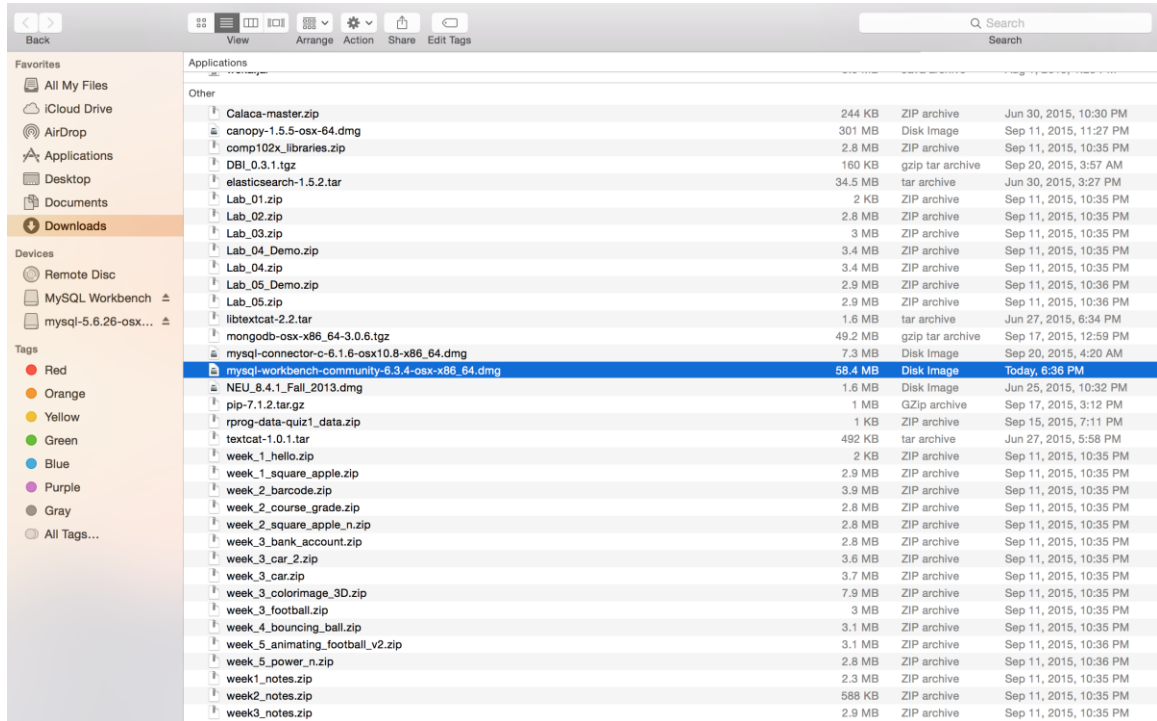 Search
Back View Arrange Action Share Edit Tags Search
Favorites
All My Files
iCloud Drive
AirDrop
Applications
Desktop
Documents
Downloads
Devices
Remote Disc
MySQL Workbench
mysql-5.6.26-osx...
Tags
Red
Orange
Yellow
Green
Blue
Purple
Gray
All Tags...
Applications
Other
Calaca-master.zip 244 KB ZIP archive Jun 30, 2015, 10:30 PM
canopy-1.5.5-osx-64.dmg 301 MB Disk Image Sep 11, 2015, 11:27 PM
comp102x_libraries.zip 2.8 MB ZIP archive Sep 11, 2015, 10:35 PM
DBI_0.3.1.tgz 160 KB gzip tar archive Sep 20, 2015, 3:57 AM
elasticsearch-1.5.2.tar 34.5 MB tar archive Jun 30, 2015, 3:27 PM
Lab_01.zip 2 KB ZIP archive Sep 11, 2015, 10:35 PM
Lab_02.zip 2.8 MB ZIP archive Sep 11, 2015, 10:35 PM
Lab_03.zip 3 MB ZIP archive Sep 11, 2015, 10:35 PM
Lab_04_Demo.zip 3.4 MB ZIP archive Sep 11, 2015, 10:35 PM
Lab_04.zip 3.4 MB ZIP archive Sep 11, 2015, 10:35 PM
Lab_05_Demo.zip 2.9 MB ZIP archive Sep 11, 2015, 10:36 PM
Lab_05.zip 2.9 MB ZIP archive Sep 11, 2015, 10:36 PM
libtextcat-2.2.tar 1.6 MB tar archive Jun 27, 2015, 6:34 PM
mongodb-osx-x86_64-3.0.6.tgz 49.2 MB gzip tar archive Sep 17, 2015, 12:59 PM
mysql-connector-c-6.1.6-osx10.8-x86_64.dmg 7.3 MB Disk Image Sep 20, 2015, 4:20 AM
mysql-workbench-community-6.3.4-osx-x86_64.dmg 58.4 MB Disk Image Today, 6:36 PM
NEU_8.4.1_Fall_2013.dmg 1.6 MB Disk Image Jun 25, 2015, 10:32 PM
pip-7.1.2.tar.gz 1 MB GZip archive Sep 17, 2015, 3:12 PM
rprog-data-quiz1_data.zip 1 KB ZIP archive Sep 15, 2015, 7:11 PM
textcat-1.0.1.tar 492 KB tar archive Jun 27, 2015, 5:58 PM
week_1_hello.zip 2 KB ZIP archive Sep 11, 2015, 10:35 PM
week_1_square_apple.zip 2.9 MB ZIP archive Sep 11, 2015, 10:35 PM
week_2_barcode.zip 3.9 MB ZIP archive Sep 11, 2015, 10:35 PM
week_2_course_grade.zip 2.8 MB ZIP archive Sep 11, 2015, 10:35 PM
week_2_square_apple_n.zip 2.8 MB ZIP archive Sep 11, 2015, 10:35 PM
week_3_bank_account.zip 2.8 MB ZIP archive Sep 11, 2015, 10:35 PM
week_3_car_2.zip 3.6 MB ZIP archive Sep 11, 2015, 10:35 PM
week_3_car.zip 3.7 MB ZIP archive Sep 11, 2015, 10:35 PM
week_3_colorimage_3D.zip 7.9 MB ZIP archive Sep 11, 2015, 10:35 PM
week_3_football.zip 3 MB ZIP archive Sep 11, 2015, 10:35 PM
week_4_bouncing_ball.zip 3.1 MB ZIP archive Sep 11, 2015, 10:35 PM
week_5_animating_football_v2.zip 3.1 MB ZIP archive Sep 11, 2015, 10:36 PM
week_5_power_n.zip 2.8 MB ZIP archive Sep 11, 2015, 10:36 PM
week1_notes.zip 2.3 MB ZIP archive Sep 11, 2015, 10:35 PM
week2_notes.zip 588 KB ZIP archive Sep 11, 2015, 10:35 PM
week3_notes.zip 2.9 MB ZIP archive Sep 11, 2015, 10:35 PM